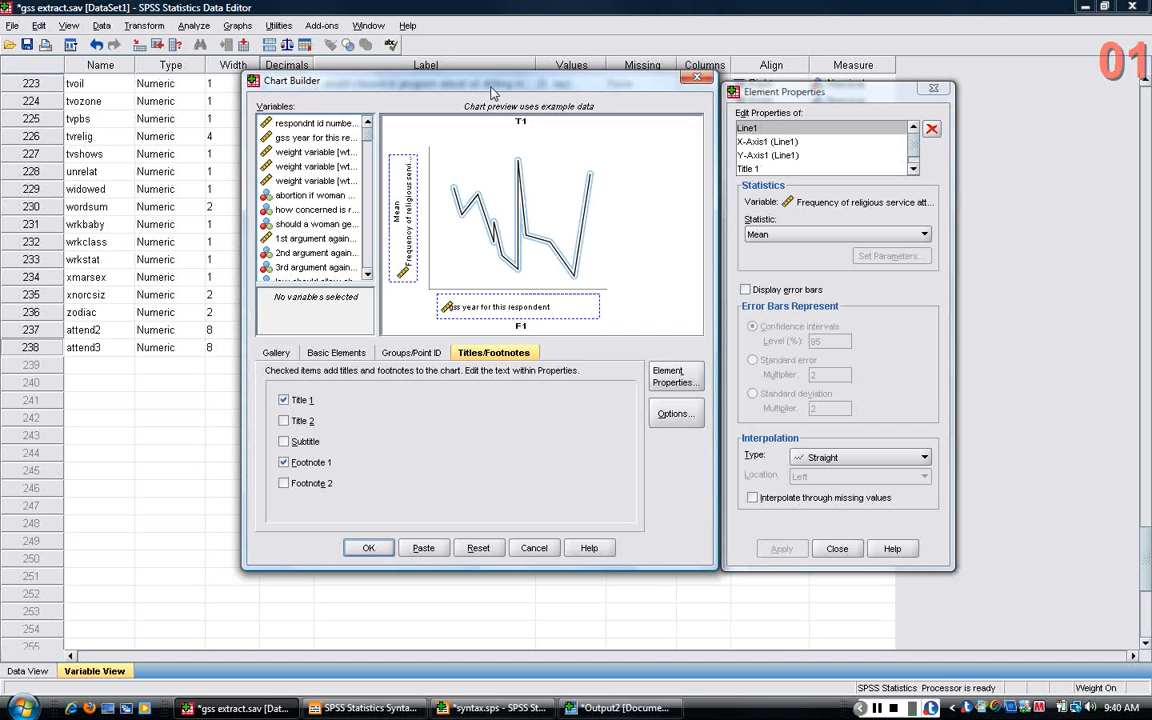 *gss extract.sav [DataSet1] - SPSS Statistics Data Editor
File Edit View Data Transform Analyze Graphs Utilities Add-ons Window Help
01
Name Type Width Decimals Label Values Missing Columns Align Measure
223 tvoil Numeric 1
224 tvozone Numeric 1
225 tvpbs Numeric 1
226 tvrelig Numeric 4
227 tvshows Numeric 1
228 unrelat Numeric 1
229 widowed Numeric 1
230 wordsum Numeric 2
231 wrkbaby Numeric 1
232 wrkclass Numeric 1
233 wrkstat Numeric 1
234 xmarsex Numeric 1
235 xnorcsiz Numeric 2
236 zodiac Numeric 2
237 attend2 Numeric 8
238 attend3 Numeric 8
239
240
241
242
243
244
245
246
247
248
249
250
251
252
253
254
255
Chart Builder
Variables:
Chart preview uses example data
respondnt id numbe...
gss year for this re...
weight variable [wt...
weight variable [wt...
weight variable [wt...
abortion if woman ...
how concerned is r...
should a woman ge...
1st argument again...
2nd argument again...
3rd argument again...
No variables selected
T1
Mean
Frequency of religious servi...
gss year for this respondent
F1
Gallery Basic Elements Groups/Point ID Titles/Footnotes
Checked items add titles and footnotes to the chart. Edit the text within Properties.
Title 1
Title 2
Subtitle
Footnote 1
Footnote 2
Element
Properties...
Options...
OK Paste Reset Cancel Help
Element Properties
Edit Properties of:
Line1
X-Axis1 (Line1)
Y-Axis1 (Line1)
Title 1
Statistics
Variable: Frequency of religious service att...
Statistic:
Mean
Set Parameters...
Display error bars
Error Bars Represent
Confidence intervals
Level (%): 95
Standard error
Multiplier: 2
Standard deviation
Multiplier: 2
Interpolation
Type: Straight
Location: Left
Interpolate through missing values
Apply Close Help
Data View Variable View
SPSS Statistics Processor is ready Weight On
*gss extract.sav [Dat... SPSS Statistics Synta... *syntax.sps - SPSS St... *Output2 [Docume... 9:40 AM